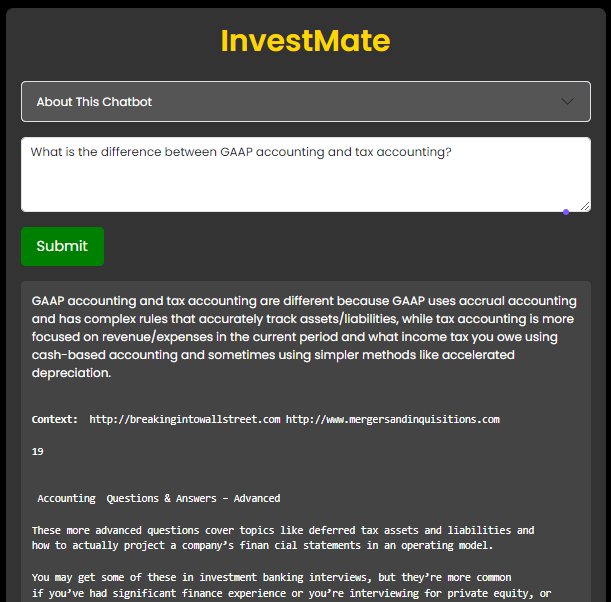 InvestMate
About This Chatbot
What is the difference between GAAP accounting and tax accounting?
Submit
GAAP accounting and tax accounting are different because GAAP uses accrual accounting
and has complex rules that accurately track assets/liabilities, while tax accounting is more
focused on revenue/expenses in the current period and what income tax you owe using
cash-based accounting and sometimes using simpler methods like accelerated
depreciation.
Context: http://breakingintowallstreet.com http://www.mergersandinquisitions.com
19
Accounting Questions & Answers – Advanced
These more advanced questions cover topics like deferred tax assets and liabilities and
how to actually project a company’s finan cial statements in an operating model.
You may get some of these in investment banking interviews, but they’re more common
if you’ve had significant finance experience or you’re interviewing for private equity, or